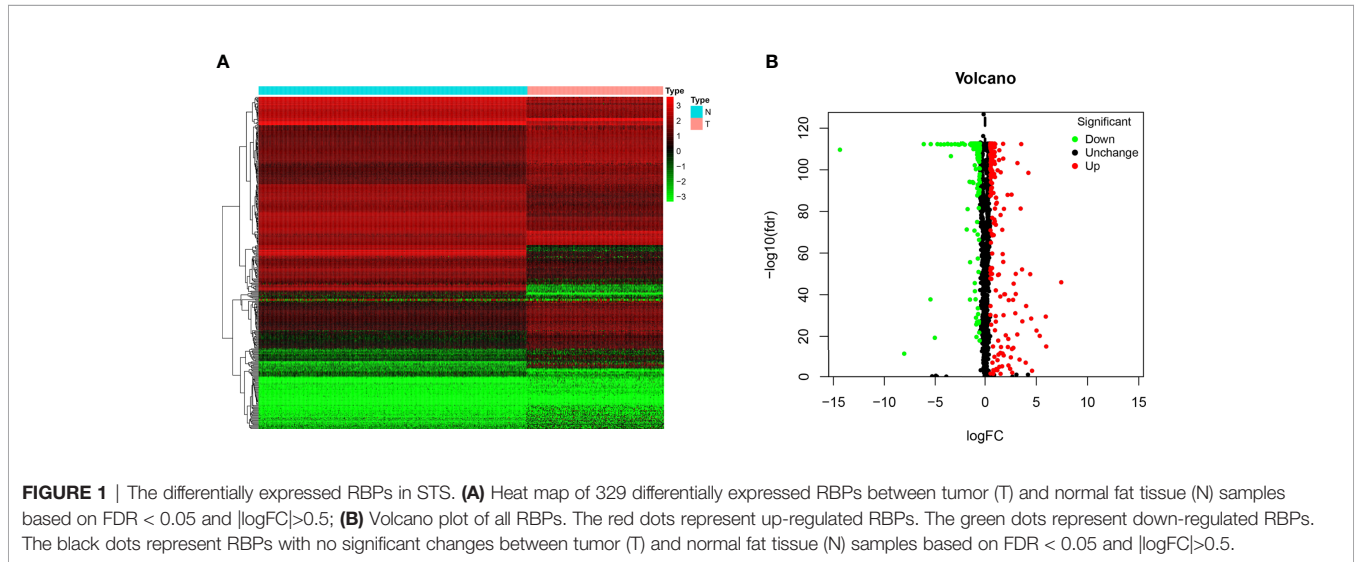 A
Type
3
2
1
0
−1
−2
−3
Type
N
T
B
Volcano
−log10(fdr)
120
100
80
60
40
20
0
Significant
Down
Unchange
Up
−15
−10
−5
0
5
10
15
logFC
FIGURE 1 | The differentially expressed RBPs in STS. (A) Heat map of 329 differentially expressed RBPs between tumor (T) and normal fat tissue (N) samples
based on FDR < 0.05 and |logFC|>0.5; (B) Volcano plot of all RBPs. The red dots represent up-regulated RBPs. The green dots represent down-regulated RBPs.
The black dots represent RBPs with no significant changes between tumor (T) and normal fat tissue (N) samples based on FDR < 0.05 and |logFC|>0.5.